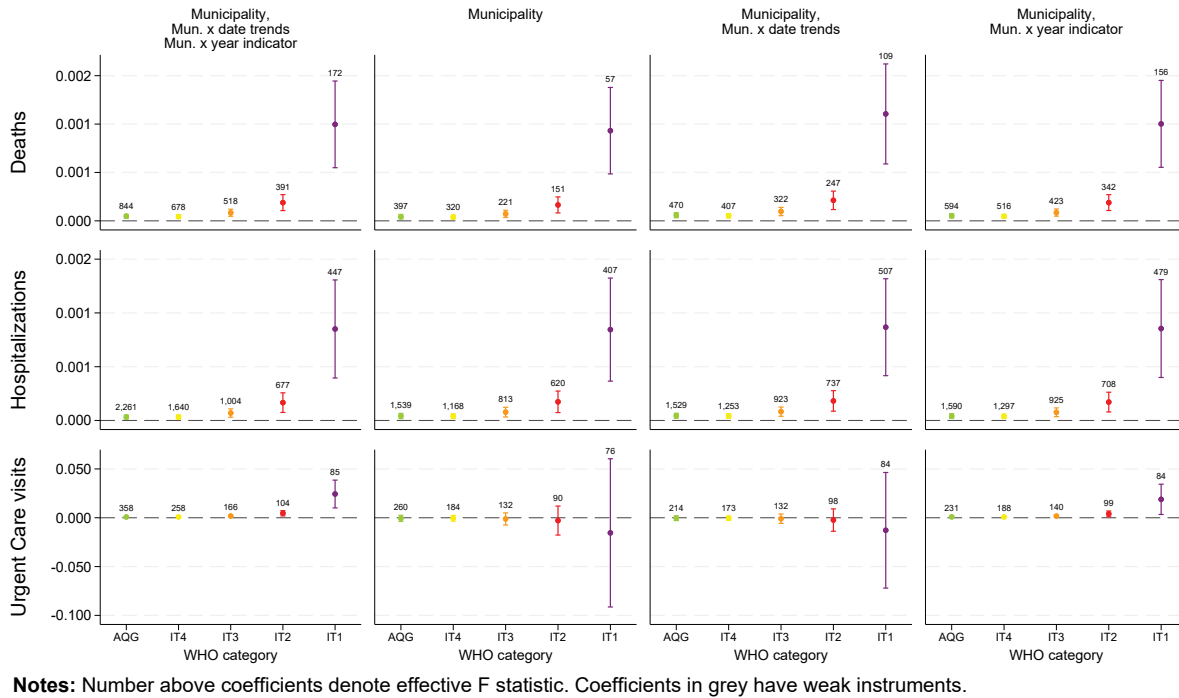 Municipality,
Mun. x date trends
Mun. x year indicator
Municipality
Municipality,
Mun. x date trends
Municipality,
Mun. x year indicator
Deaths
0.002
0.001
0.001
0.000
844 678 518 391 172
397 320 221 151 57
470 407 322 247 109
594 516 423 342 156
Hospitalizations
0.002
0.001
0.001
0.000
2,261 1,640 1,004 677 447
1,539 1,168 813 620 407
1,529 1,253 923 737 507
1,590 1,297 925 708 479
Urgent Care visits
0.050
0.000
-0.050
-0.100
358 258 166 104 85
260 184 132 90 76
214 173 132 98 84
231 188 140 99 84
AQG IT4 IT3 IT2 IT1
WHO category
AQG IT4 IT3 IT2 IT1
WHO category
AQG IT4 IT3 IT2 IT1
WHO category
AQG IT4 IT3 IT2 IT1
WHO category
Notes: Number above coefficients denote effective F statistic. Coefficients in grey have weak instruments.